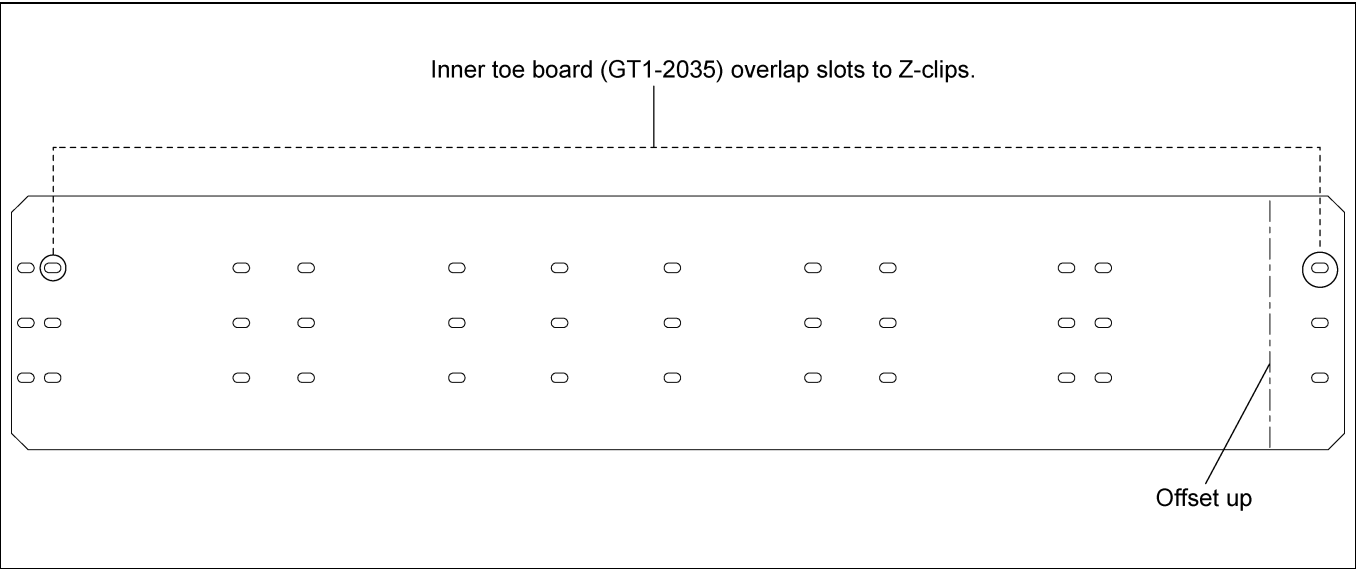 Inner toe board (GT1-2035) overlap slots to Z-clips.
Offset up